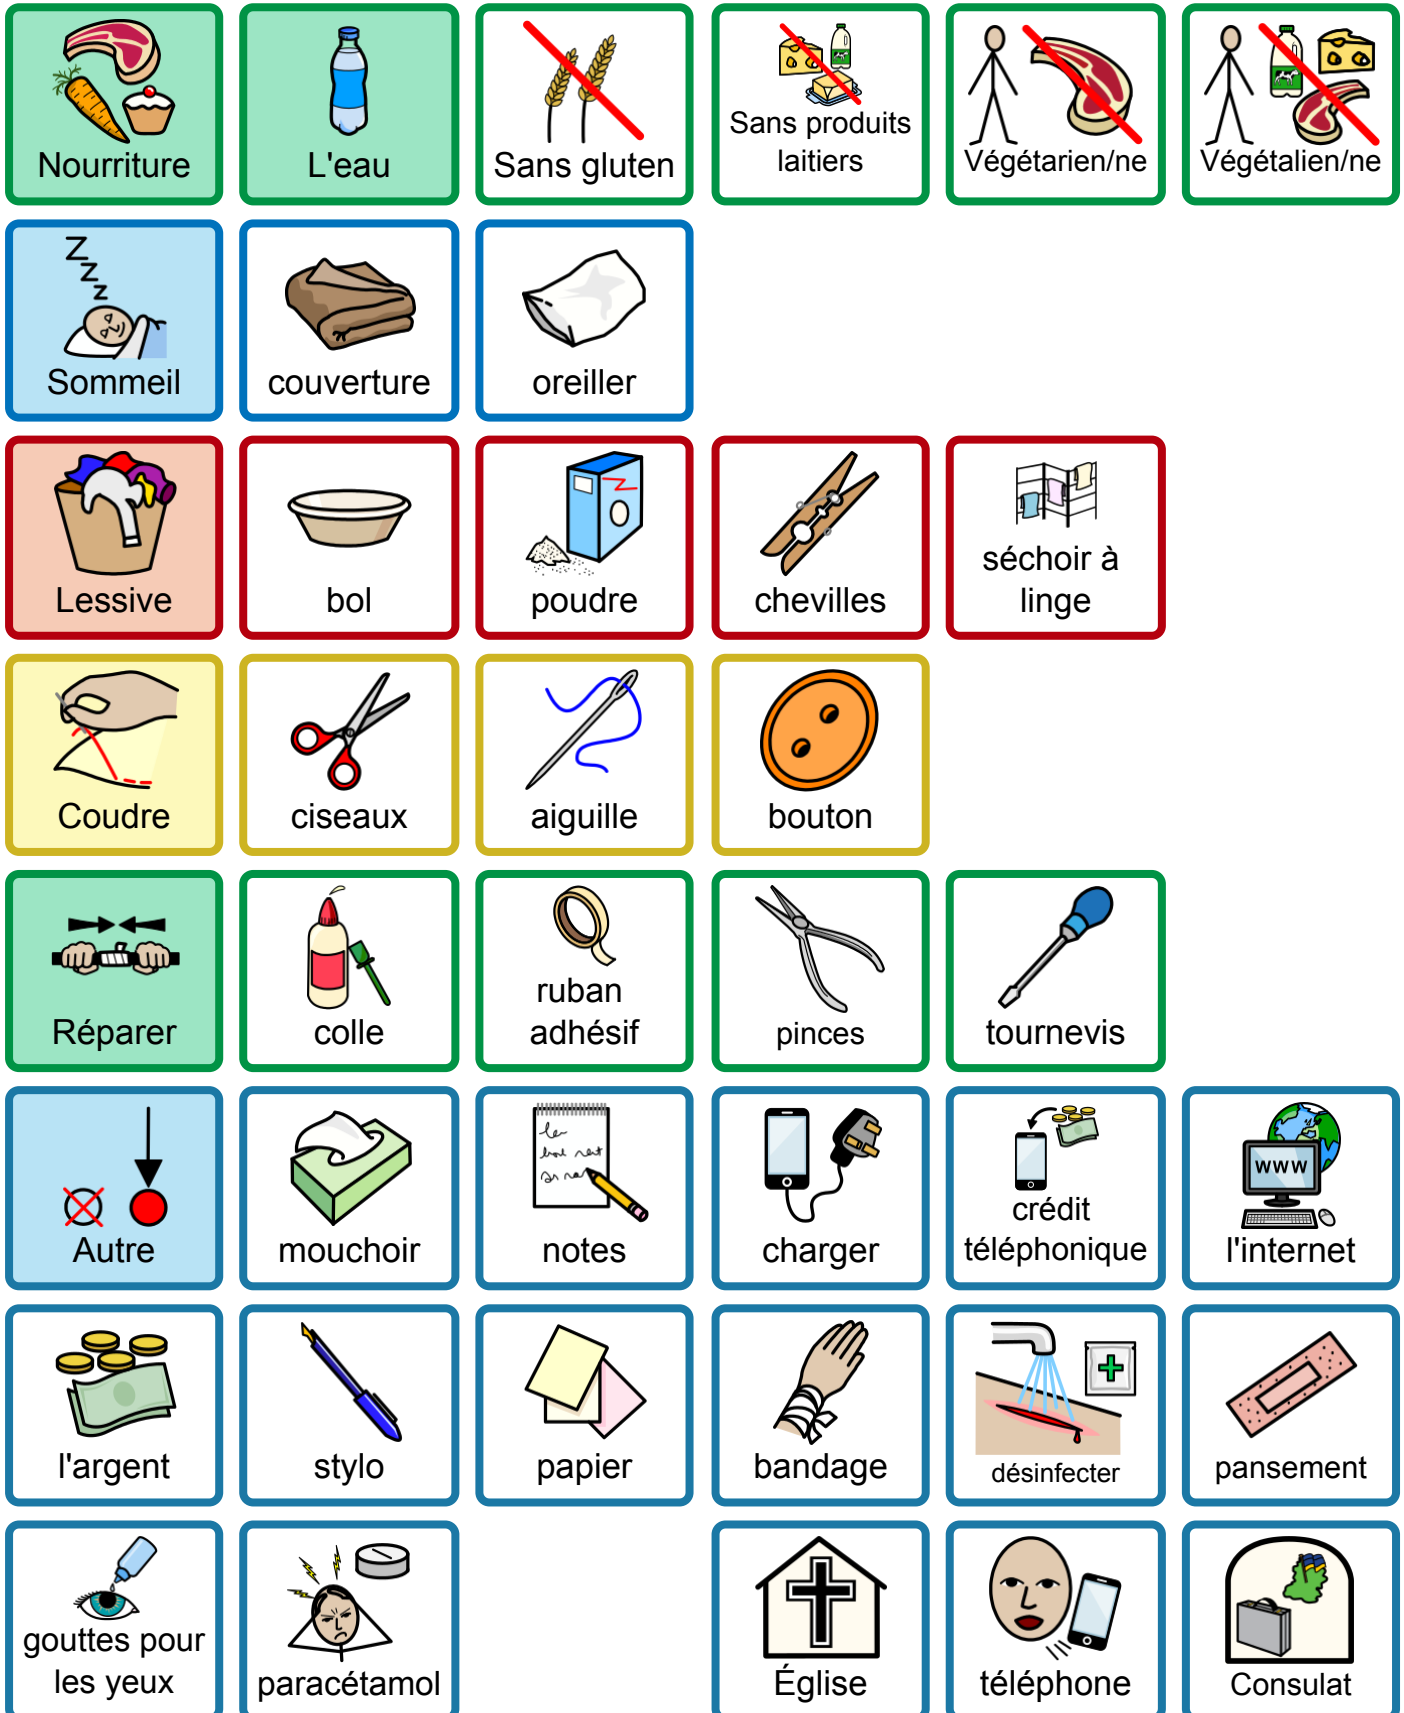 Nourriture
L'eau
Sans gluten
Sans produits
laitiers
Végétarien/ne
Végétalien/ne
Sommeil
couverture
oreiller
Lessive
bol
poudre
chevilles
séchoir à
linge
Coudre
ciseaux
aiguille
bouton
Réparer
colle
ruban
adhésif
pinces
tournevis
Autre
mouchoir
notes
charger
crédit
téléphonique
www
l'internet
l'argent
stylo
papier
bandage
désinfecter
pansement
gouttes pour
les yeux
paracétamol
Église
téléphone
Consulat